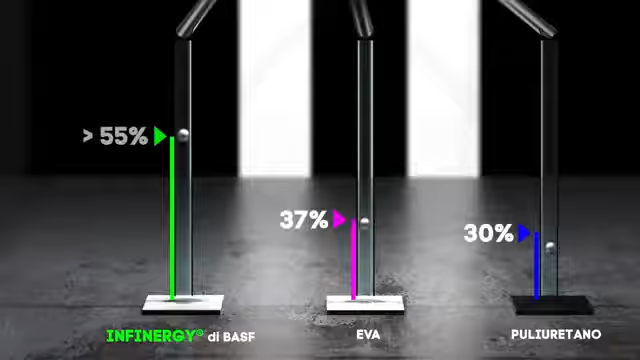 > 55%
37%
30%
INFINERGY® di BASF
EVA
PULIURETANO